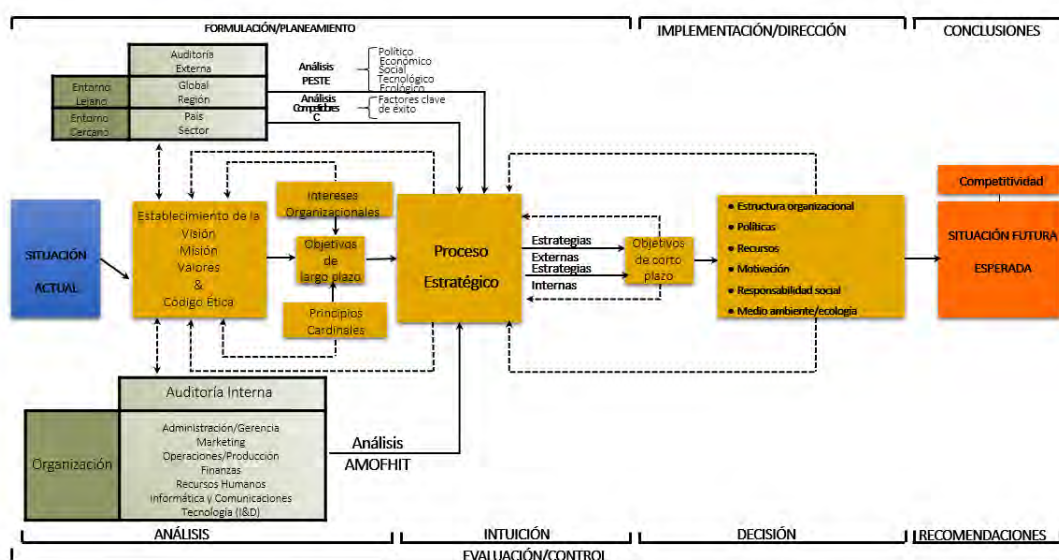 FORMULACIÓN/PLANEAMIENTO
IMPLEMENTACIÓN/DIRECCIÓN
CONCLUSIONES
Auditoría
Externa
Entorno
Lejano
Global
Región
Entorno
Cercano
País
Sector
Análisis
PESTE
Político
Económico
Social
Tecnológico
Ecológico
Análisis
Competidores
C
Factores clave
de éxito
SITUACIÓN
ACTUAL
Establecimiento de la
Visión
Misión
Valores
&
Código Ética
Intereses
Organizacionales
Objetivos
de
largo plazo
Principios
Cardinales
Proceso
Estratégico
Estrategias
Externas
Estrategias
Internas
Objetivos
de corto
plazo
• Estructura organizacional
• Políticas
• Recursos
• Motivación
• Responsabilidad social
• Medio ambiente/ecología
Competitividad
SITUACIÓN FUTURA
ESPERADA
Auditoría Interna
Organización
Administración/Gerencia
Marketing
Operaciones/Producción
Finanzas
Recursos Humanos
Informática y Comunicaciones
Tecnología (I&D)
Análisis
AMOFHIT
ANÁLISIS
INTUICIÓN
DECISIÓN
RECOMENDACIONES
EVALUACIÓN/CONTROL